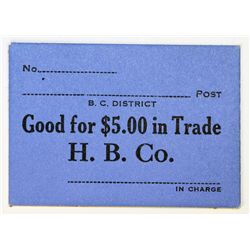 No.
Post
B. C. DISTRICT
Good for $5.00 in Trade
H. B. Co.
IN CHARGE